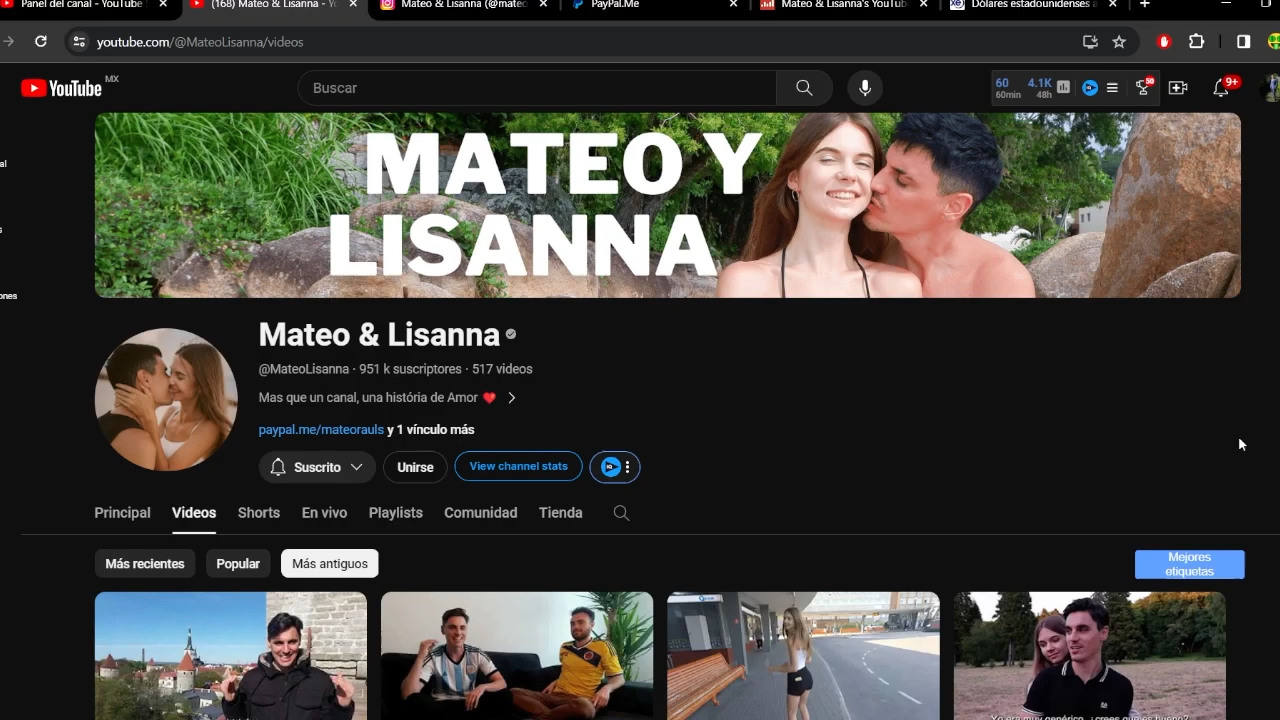 Panel del canal - YouTube S
(168) Mateo & Lisanna - Yo
Mateo & Lisanna (@mateo
PayPal.Me
Mateo & Lisanna's YouTub
Dólares estadounidenses a
youtube.com/@MateoLisanna/videos
YouTube MX
Buscar
60 4.1K
60min 48h
50
9+
MATEO Y
LISANNA
al
s
ones
Mateo & Lisanna
@MateoLisanna · 951 k suscriptores · 517 videos
Mas que un canal, una história de Amor ❤️
paypal.me/mateorauls y 1 vínculo más
Suscrito
Unirse
View channel stats
Principal
Videos
Shorts
En vivo
Playlists
Comunidad
Tienda
Más recientes
Popular
Más antiguos
Mejores
etiquetas
Yo era muy genérico, ¿crees que es bueno?